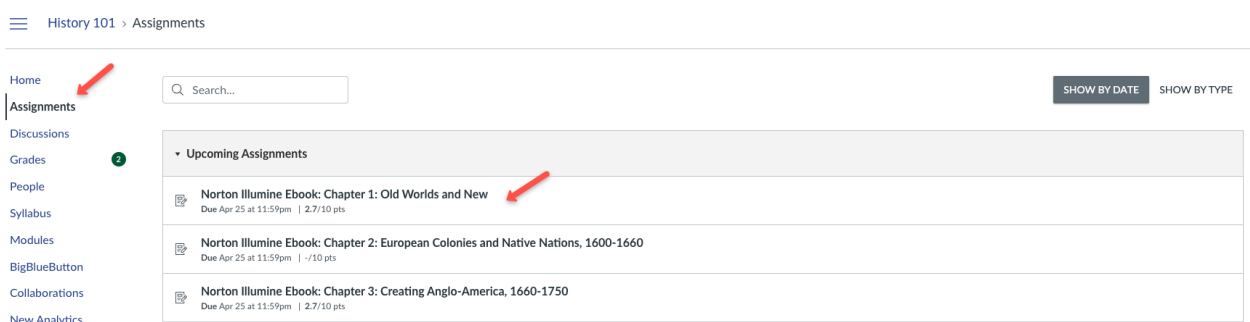 History 101 > Assignments
Home
Assignments
Discussions
Grades 2
People
Syllabus
Modules
BigBlueButton
Collaborations
New Analytics
Search...
SHOW BY DATE SHOW BY TYPE
Upcoming Assignments
Norton Illumine Ebook: Chapter 1: Old Worlds and New
Due Apr 25 at 11:59pm | 2.7/10 pts
Norton Illumine Ebook: Chapter 2: European Colonies and Native Nations, 1600-1660
Due Apr 25 at 11:59pm | -/10 pts
Norton Illumine Ebook: Chapter 3: Creating Anglo-America, 1660-1750
Due Apr 25 at 11:59pm | 2.7/10 pts